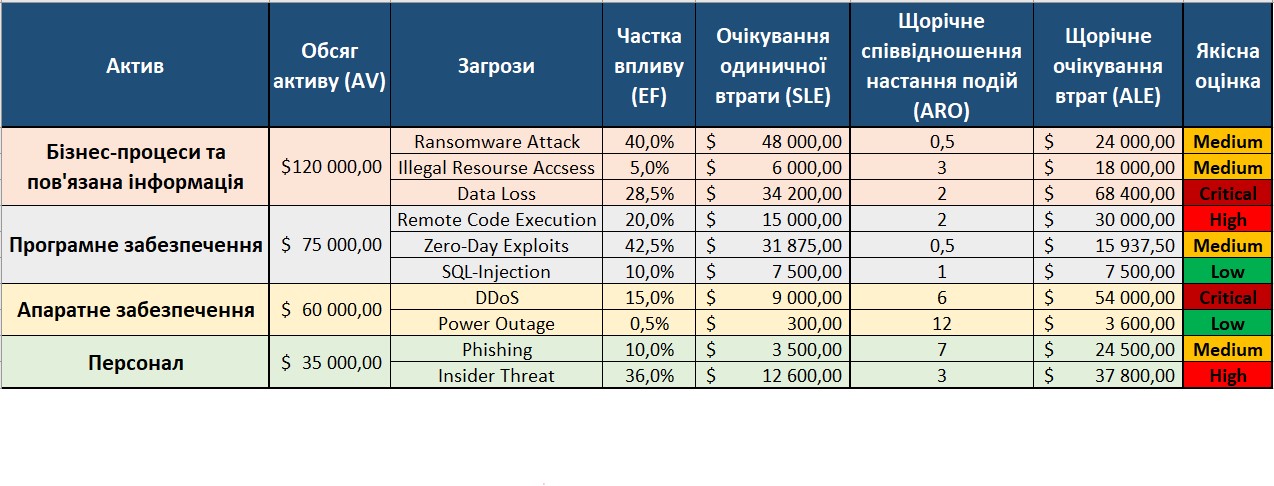 Актив | Обсяг активу (AV) | Загрози | Частка впливу (EF) | Очікування одиничної втрати (SLE) | Щорічне співвідношення настання подій (ARO) | Щорічне очікування втрат (ALE) | Якісна оцінка
Бізнес-процеси та пов'язана інформація | $120 000,00 | Ransomware Attack | 40,0% | $ 48 000,00 | 0,5 | $ 24 000,00 | Medium
Illegal Resourse Accsess | 5,0% | $ 6 000,00 | 3 | $ 18 000,00 | Medium
Data Loss | 28,5% | $ 34 200,00 | 2 | $ 68 400,00 | Critical
Програмне забезпечення | $ 75 000,00 | Remote Code Execution | 20,0% | $ 15 000,00 | 2 | $ 30 000,00 | High
Zero-Day Exploits | 42,5% | $ 31 875,00 | 0,5 | $ 15 937,50 | Medium
SQL-Injection | 10,0% | $ 7 500,00 | 1 | $ 7 500,00 | Low
Апаратне забезпечення | $ 60 000,00 | DDoS | 15,0% | $ 9 000,00 | 6 | $ 54 000,00 | Critical
Power Outage | 0,5% | $ 300,00 | 12 | $ 3 600,00 | Low
Персонал | $ 35 000,00 | Phishing | 10,0% | $ 3 500,00 | 7 | $ 24 500,00 | Medium
Insider Threat | 36,0% | $ 12 600,00 | 3 | $ 37 800,00 | High